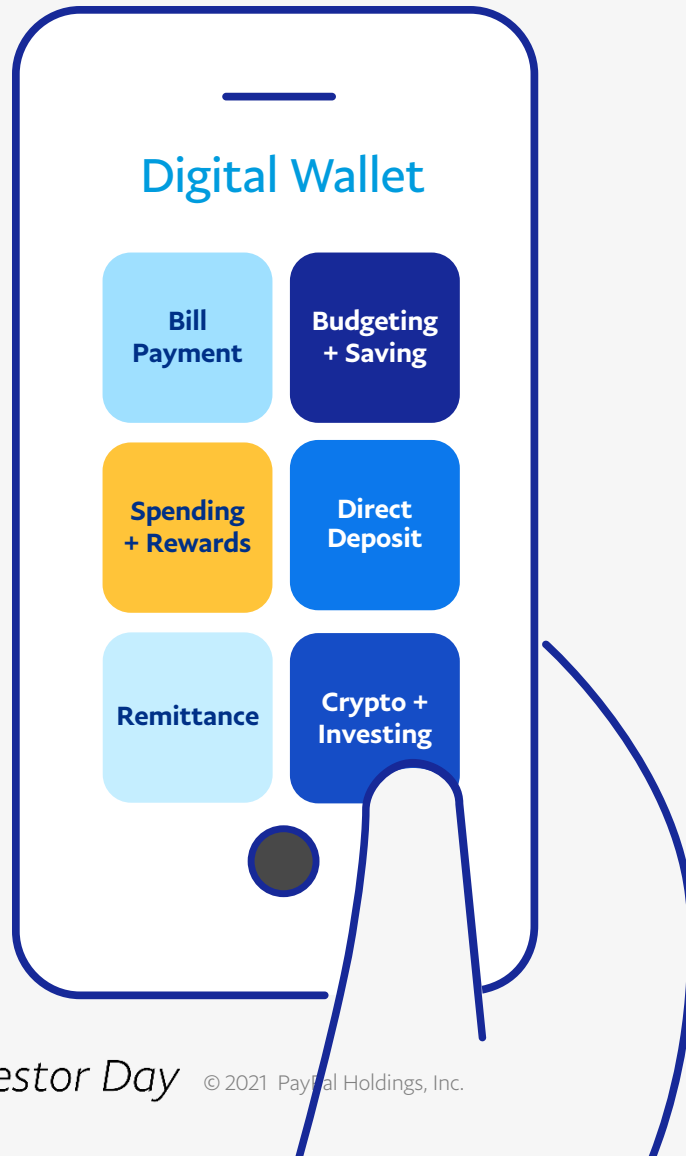 Digital Wallet
Bill
Payment
Budgeting
+ Saving
Spending
+ Rewards
Direct
Deposit
Remittance
Crypto +
Investing
estor Day © 2021 PayPal Holdings, Inc.